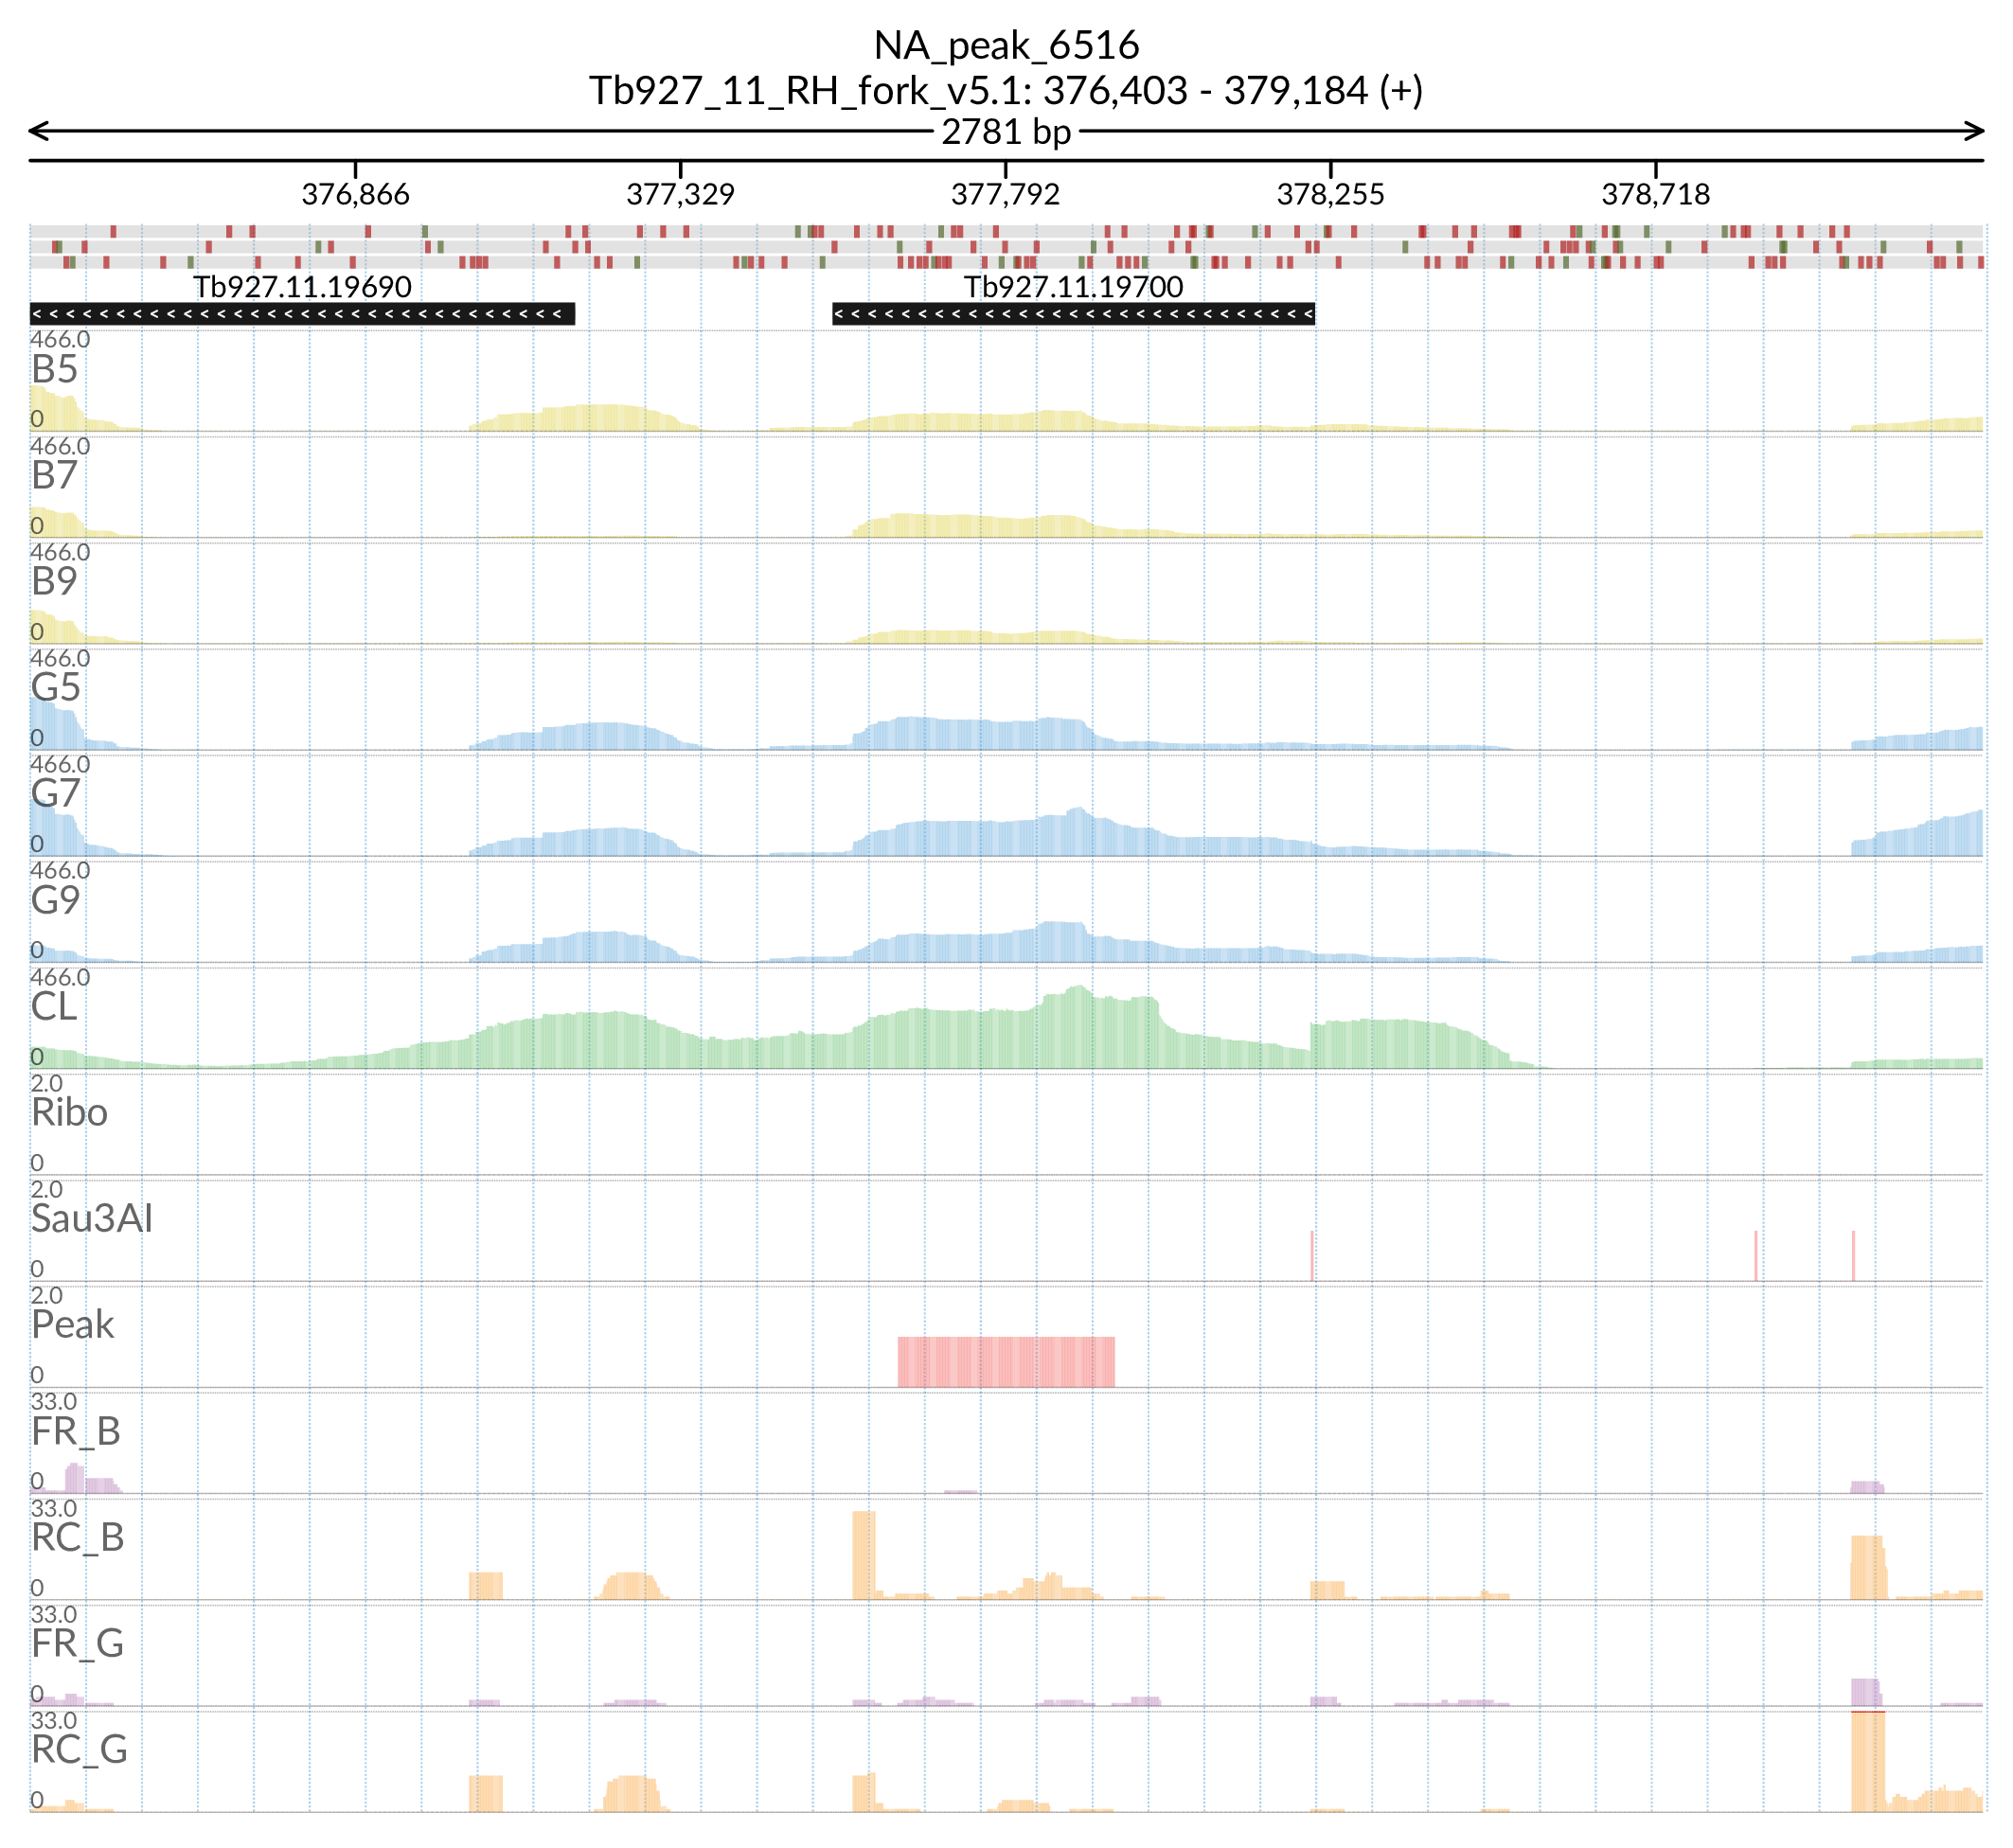 NA_peak_6516
Tb927_11_RH_fork_v5.1: 376,403 - 379,184 (+)
2781 bp
376,866 377,329 377,792 378,255 378,718
Tb927.11.19690 Tb927.11.19700
466.0
B5
0
466.0
B7
0
466.0
B9
0
466.0
G5
0
466.0
G7
0
466.0
G9
0
466.0
CL
0
2.0
Ribo
0
2.0
Sau3AI
0
2.0
Peak
0
33.0
FR_B
0
33.0
RC_B
0
33.0
FR_G
0
33.0
RC_G
0